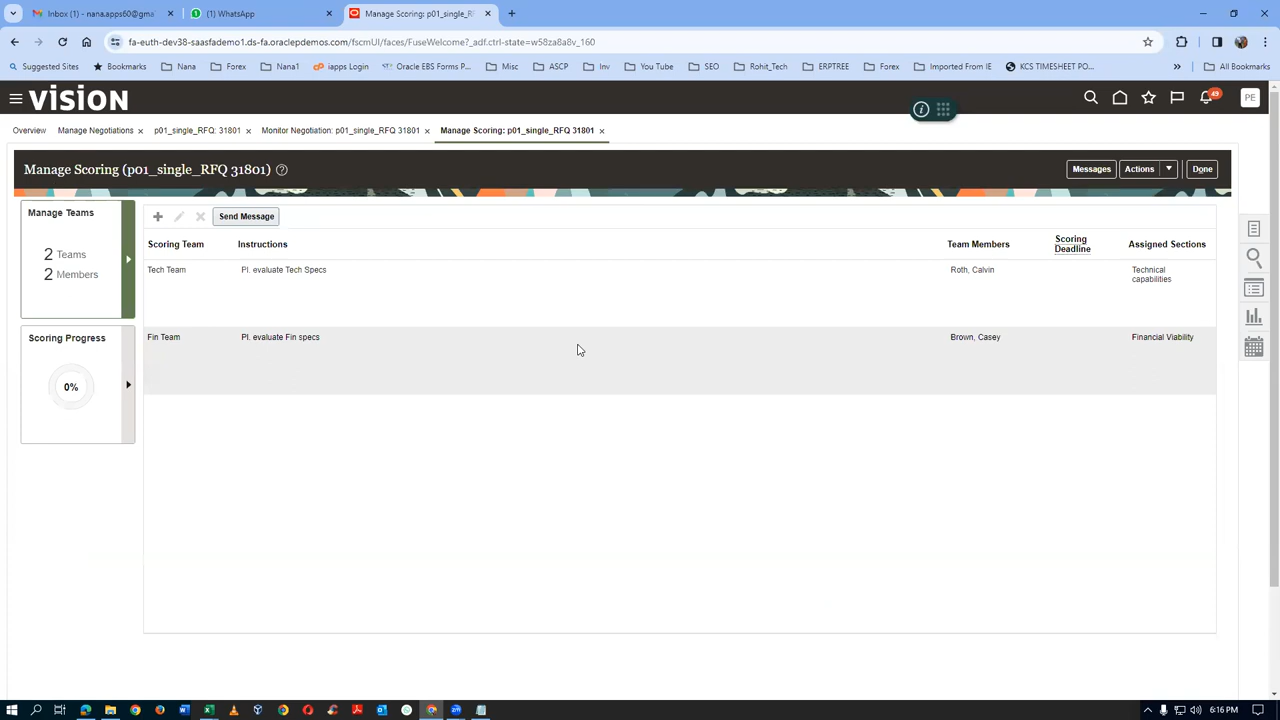 Inbox (1) - nana.apps60@gmai
(1) WhatsApp
Manage Scoring: p01_single_RF
fa-euth-dev38-saasfademo1.ds-fa.oraclepdemos.com/fscmUI/faces/FuseWelcome?_adf.ctrl-state=w58za8a8v_160
Suggested Sites
Bookmarks
Nana
Forex
Nana1
iapps Login
Oracle EBS Forms P...
Misc
ASCP
Inv
You Tube
SEO
Rohit_Tech
ERPTREE
Forex
Imported From IE
KCS TIMESHEET PO...
»
All Bookmarks
VISION
49
PE
Overview
Manage Negotiations
p01_single_RFQ: 31801
Monitor Negotiation: p01_single_RFQ 31801
Manage Scoring: p01_single_RFQ 31801
Manage Scoring (p01_single_RFQ 31801)
Messages
Actions
Done
Manage Teams
2 Teams
2 Members
Scoring Progress
0%
Send Message
Scoring Team
Instructions
Team Members
Scoring
Deadline
Assigned Sections
Tech Team
Pl. evaluate Tech Specs
Roth, Calvin
Technical
capabilities
Fin Team
Pl. evaluate Fin specs
Brown, Casey
Financial Viability
6:16 PM